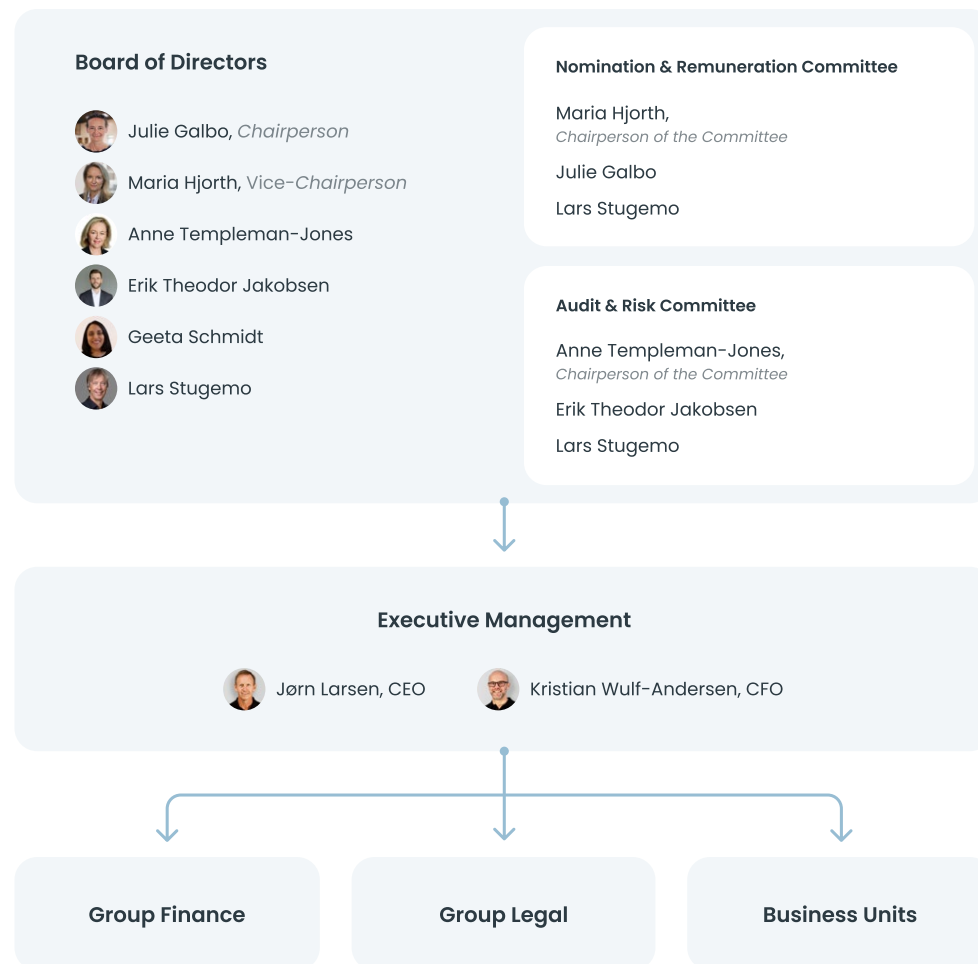 Board of Directors
Julie Galbo, Chairperson
Maria Hjorth, Vice-Chairperson
Anne Templeman-Jones
Erik Theodor Jakobsen
Geeta Schmidt
Lars Stugemo
Nomination & Remuneration Committee
Maria Hjorth,
Chairperson of the Committee
Julie Galbo
Lars Stugemo
Audit & Risk Committee
Anne Templeman-Jones,
Chairperson of the Committee
Erik Theodor Jakobsen
Lars Stugemo
Executive Management
Jørn Larsen, CEO
Kristian Wulf-Andersen, CFO
Group Finance
Group Legal
Business Units